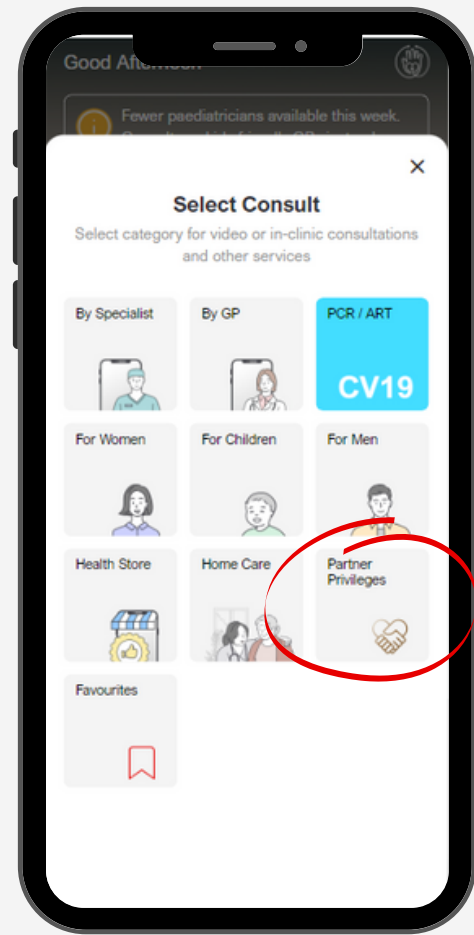 Good Afternoon
Fewer paediatricians available this week.
×
Select Consult
Select category for video or in-clinic consultations
and other services
By Specialist
By GP
PCR / ART
CV19
For Women
For Children
For Men
Health Store
Home Care
Partner
Privileges
Favourites